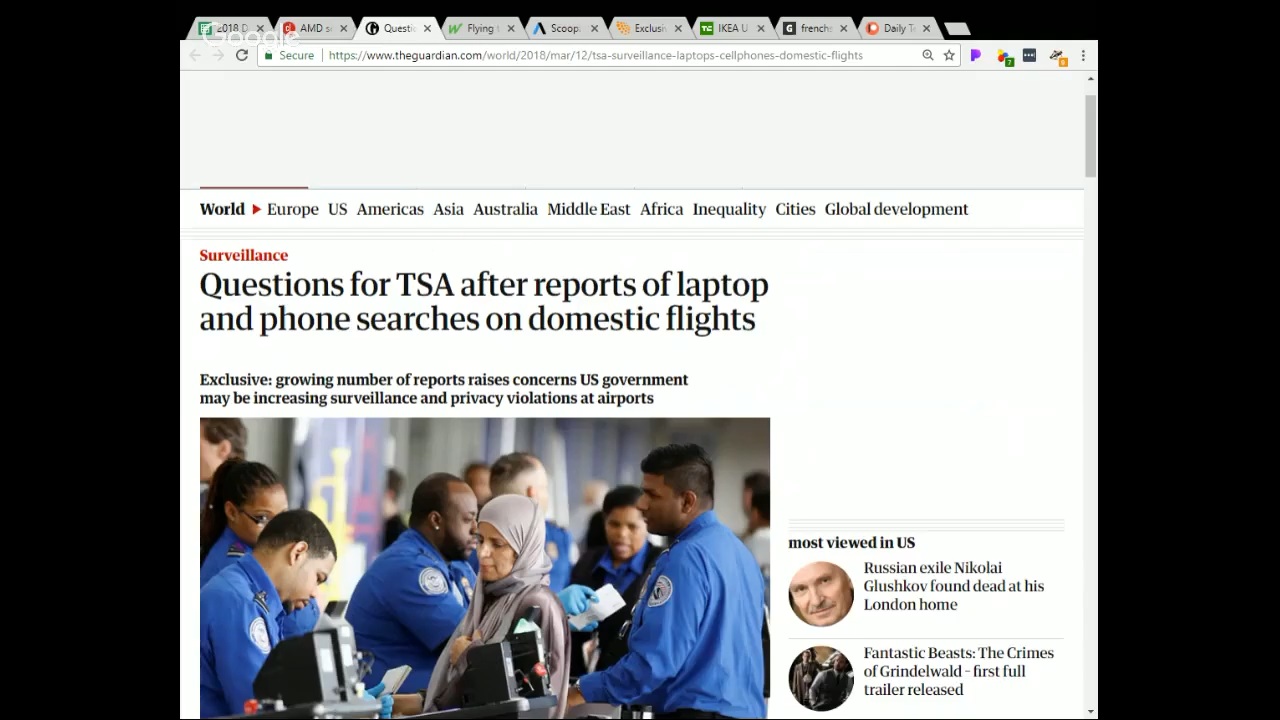 2018 D
AMD s
Questi
Flying
Scoop
Exclusi
IKEA U
french
Daily T
Google
Secure
https://www.theguardian.com/world/2018/mar/12/tsa-surveillance-laptops-cellphones-domestic-flights
World Europe US Americas Asia Australia Middle East Africa Inequality Cities Global development
Surveillance
Questions for TSA after reports of laptop
and phone searches on domestic flights
Exclusive: growing number of reports raises concerns US government
may be increasing surveillance and privacy violations at airports
most viewed in US
Russian exile Nikolai
Glushkov found dead at his
London home
Fantastic Beasts: The Crimes
of Grindelwald – first full
trailer released